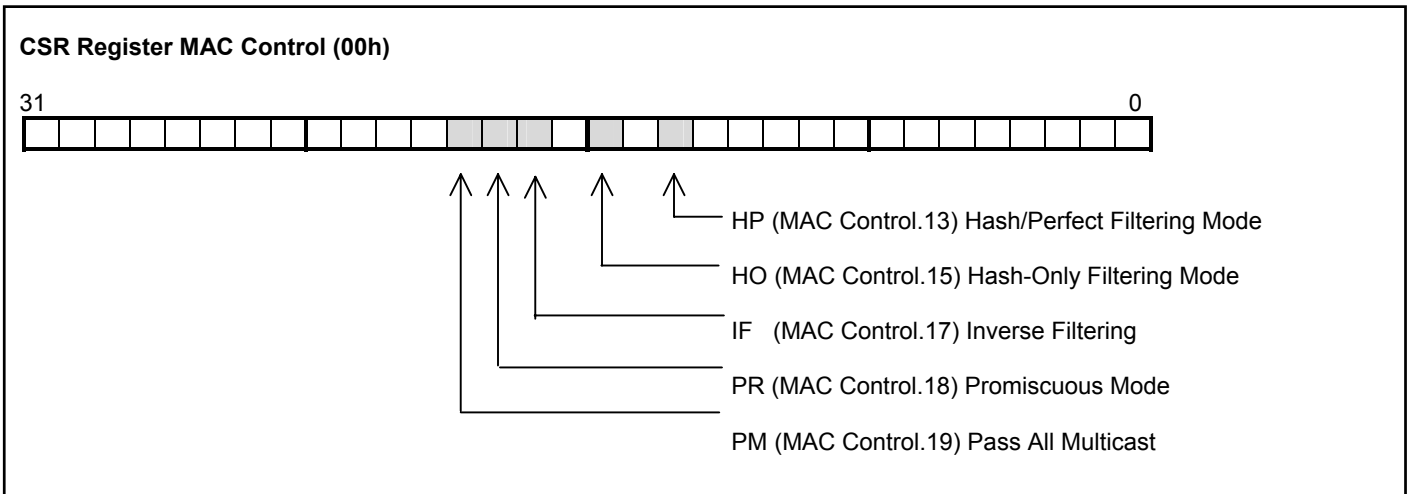 CSR Register MAC Control (00h)
31 0
HP (MAC Control.13) Hash/Perfect Filtering Mode
HO (MAC Control.15) Hash-Only Filtering Mode
IF (MAC Control.17) Inverse Filtering
PR (MAC Control.18) Promiscuous Mode
PM (MAC Control.19) Pass All Multicast